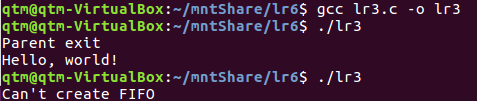 qtm@qtm-VirtualBox:~/mntShare/lr6$ gcc lr3.c -o lr3
qtm@qtm-VirtualBox:~/mntShare/lr6$ ./lr3
Parent exit
Hello, world!
qtm@qtm-VirtualBox:~/mntShare/lr6$ ./lr3
Can't create FIFO